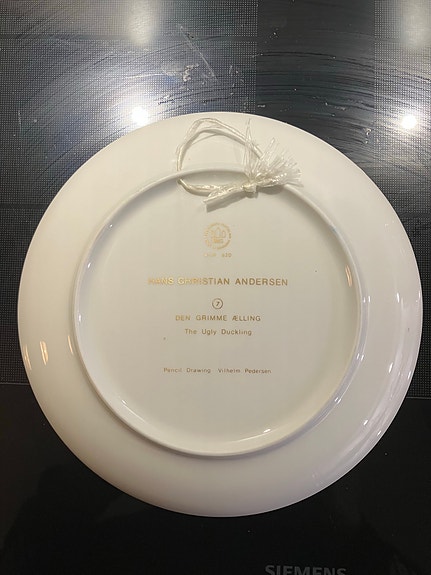 HANS CHRISTIAN ANDERSEN
7
DEN GRIMME ÆLLING
The Ugly Duckling
Pencil Drawing Vilhelm Pedersen
SIEMENS